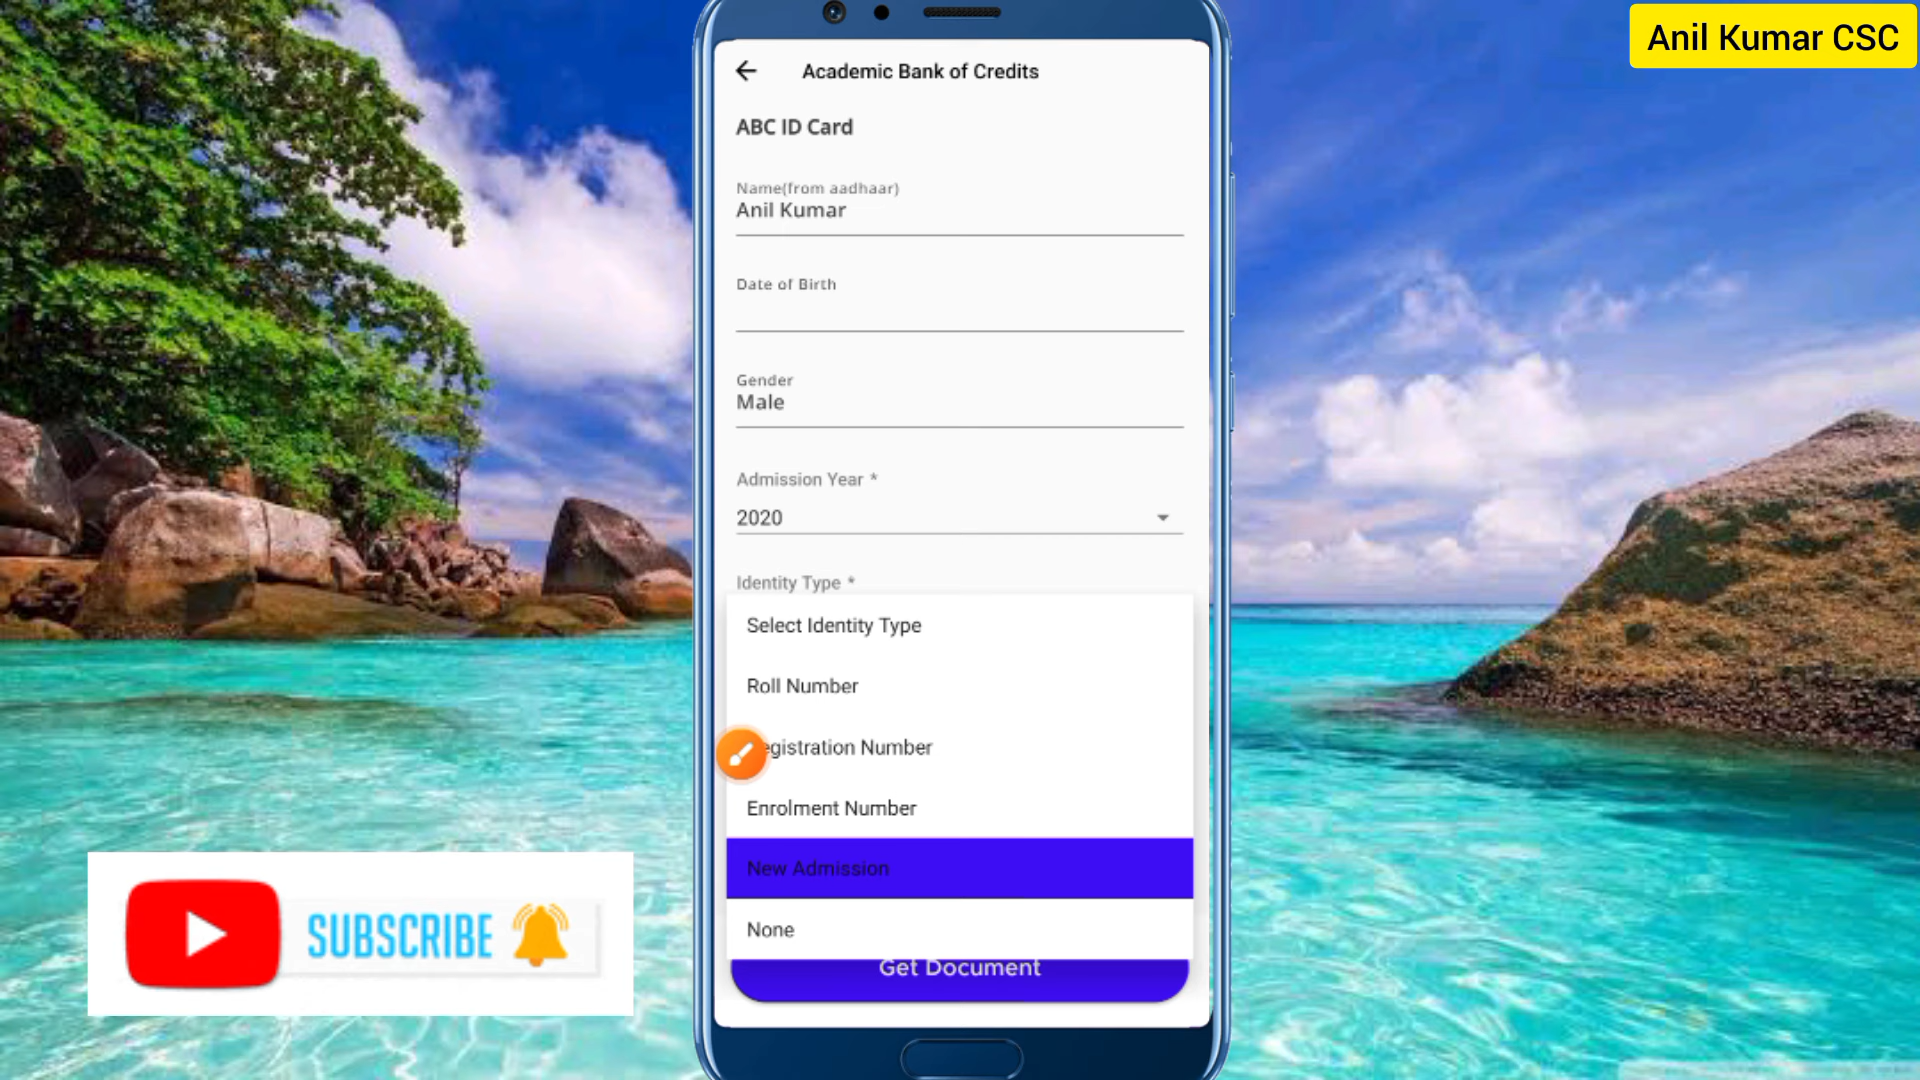 Anil Kumar CSC
Academic Bank of Credits
ABC ID Card
Name(from aadhaar)
Anil Kumar
Date of Birth
Gender
Male
Admission Year *
2020
Identity Type *
Select Identity Type
Roll Number
egistration Number
Enrolment Number
New Admission
None
Get Document
SUBSCRIBE